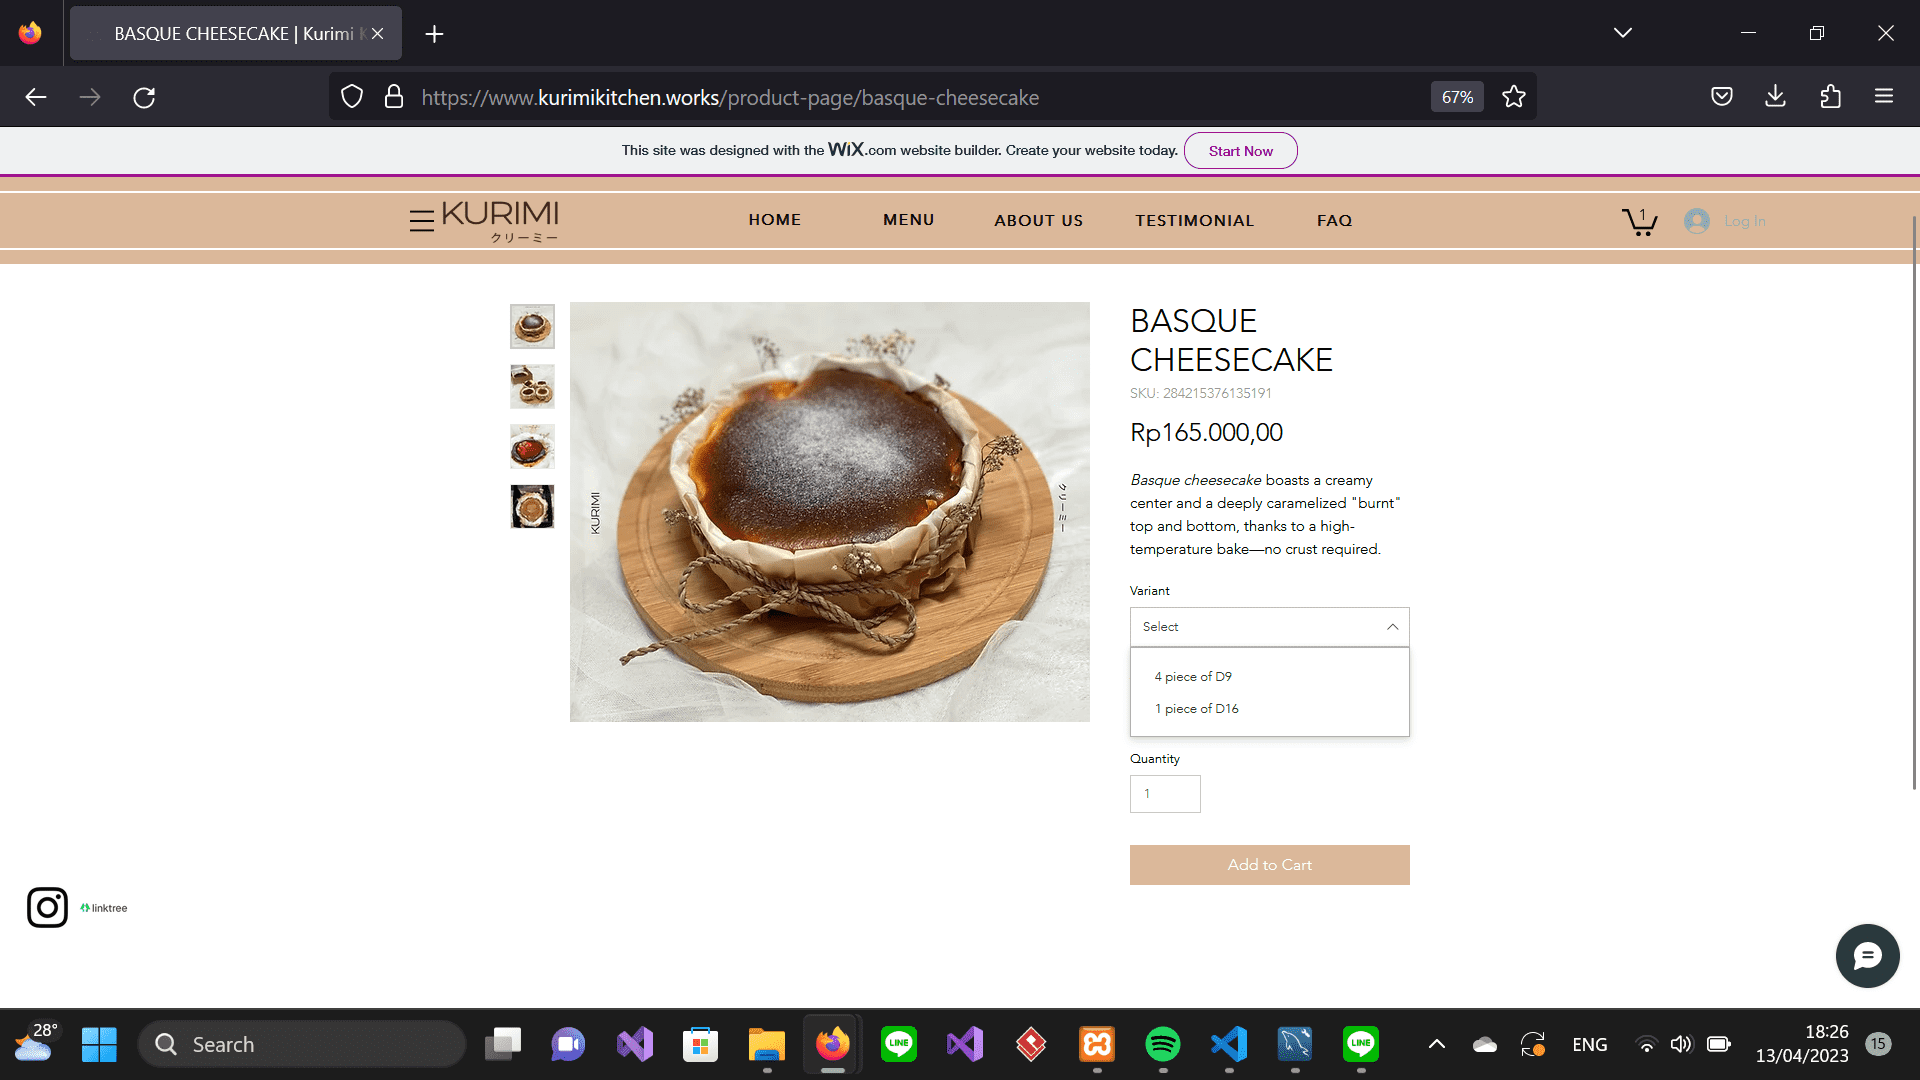 BASQUE CHEESECAKE | Kurimi K
https://www.kurimikitchen.works/product-page/basque-cheesecake
67%
This site was designed with the WiX.com website builder. Create your website today.
Start Now
KURIMI
クリーミー
HOME
MENU
ABOUT US
TESTIMONIAL
FAQ
1
Log In
KURIMI
クリーミー
BASQUE
CHEESECAKE
SKU: 284215376135191
Rp165.000,00
Basque cheesecake boasts a creamy
center and a deeply caramelized "burnt"
top and bottom, thanks to a high-
temperature bake—no crust required.
Variant
Select
4 piece of D9
1 piece of D16
Quantity
1
Add to Cart
linktree
28°
Search
LINE
LINE
ENG
18:26
13/04/2023
15